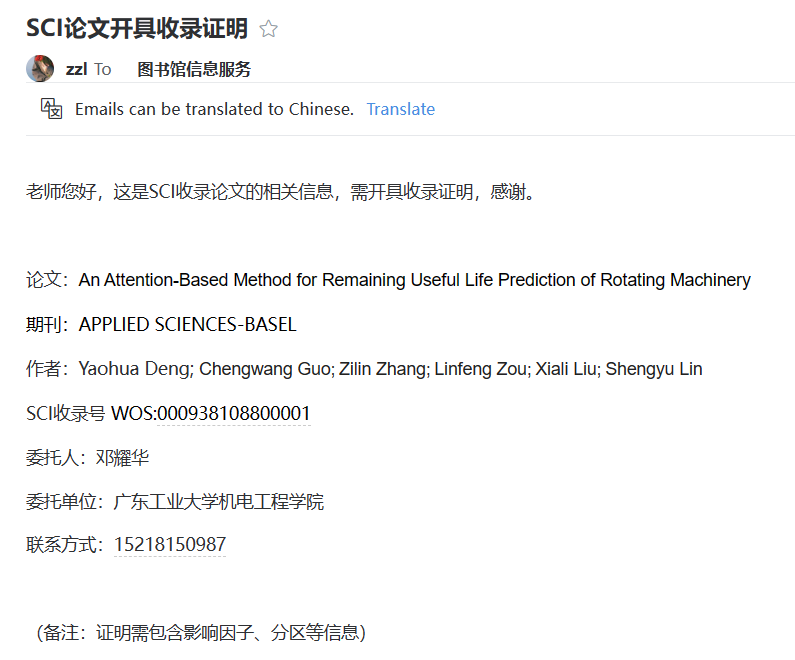 SCI论文开具收录证明
zzl To 图书馆信息服务
Emails can be translated to Chinese. Translate
老师您好，这是SCI收录论文的相关信息，需开具收录证明，感谢。
论文：An Attention-Based Method for Remaining Useful Life Prediction of Rotating Machinery
期刊：APPLIED SCIENCES-BASEL
作者：Yaohua Deng; Chengwang Guo; Zilin Zhang; Linfeng Zou; Xiali Liu; Shengyu Lin
SCI收录号 WOS:000938108800001
委托人：邓耀华
委托单位：广东工业大学机电工程学院
联系方式：15218150987
（备注：证明需包含影响因子、分区等信息）